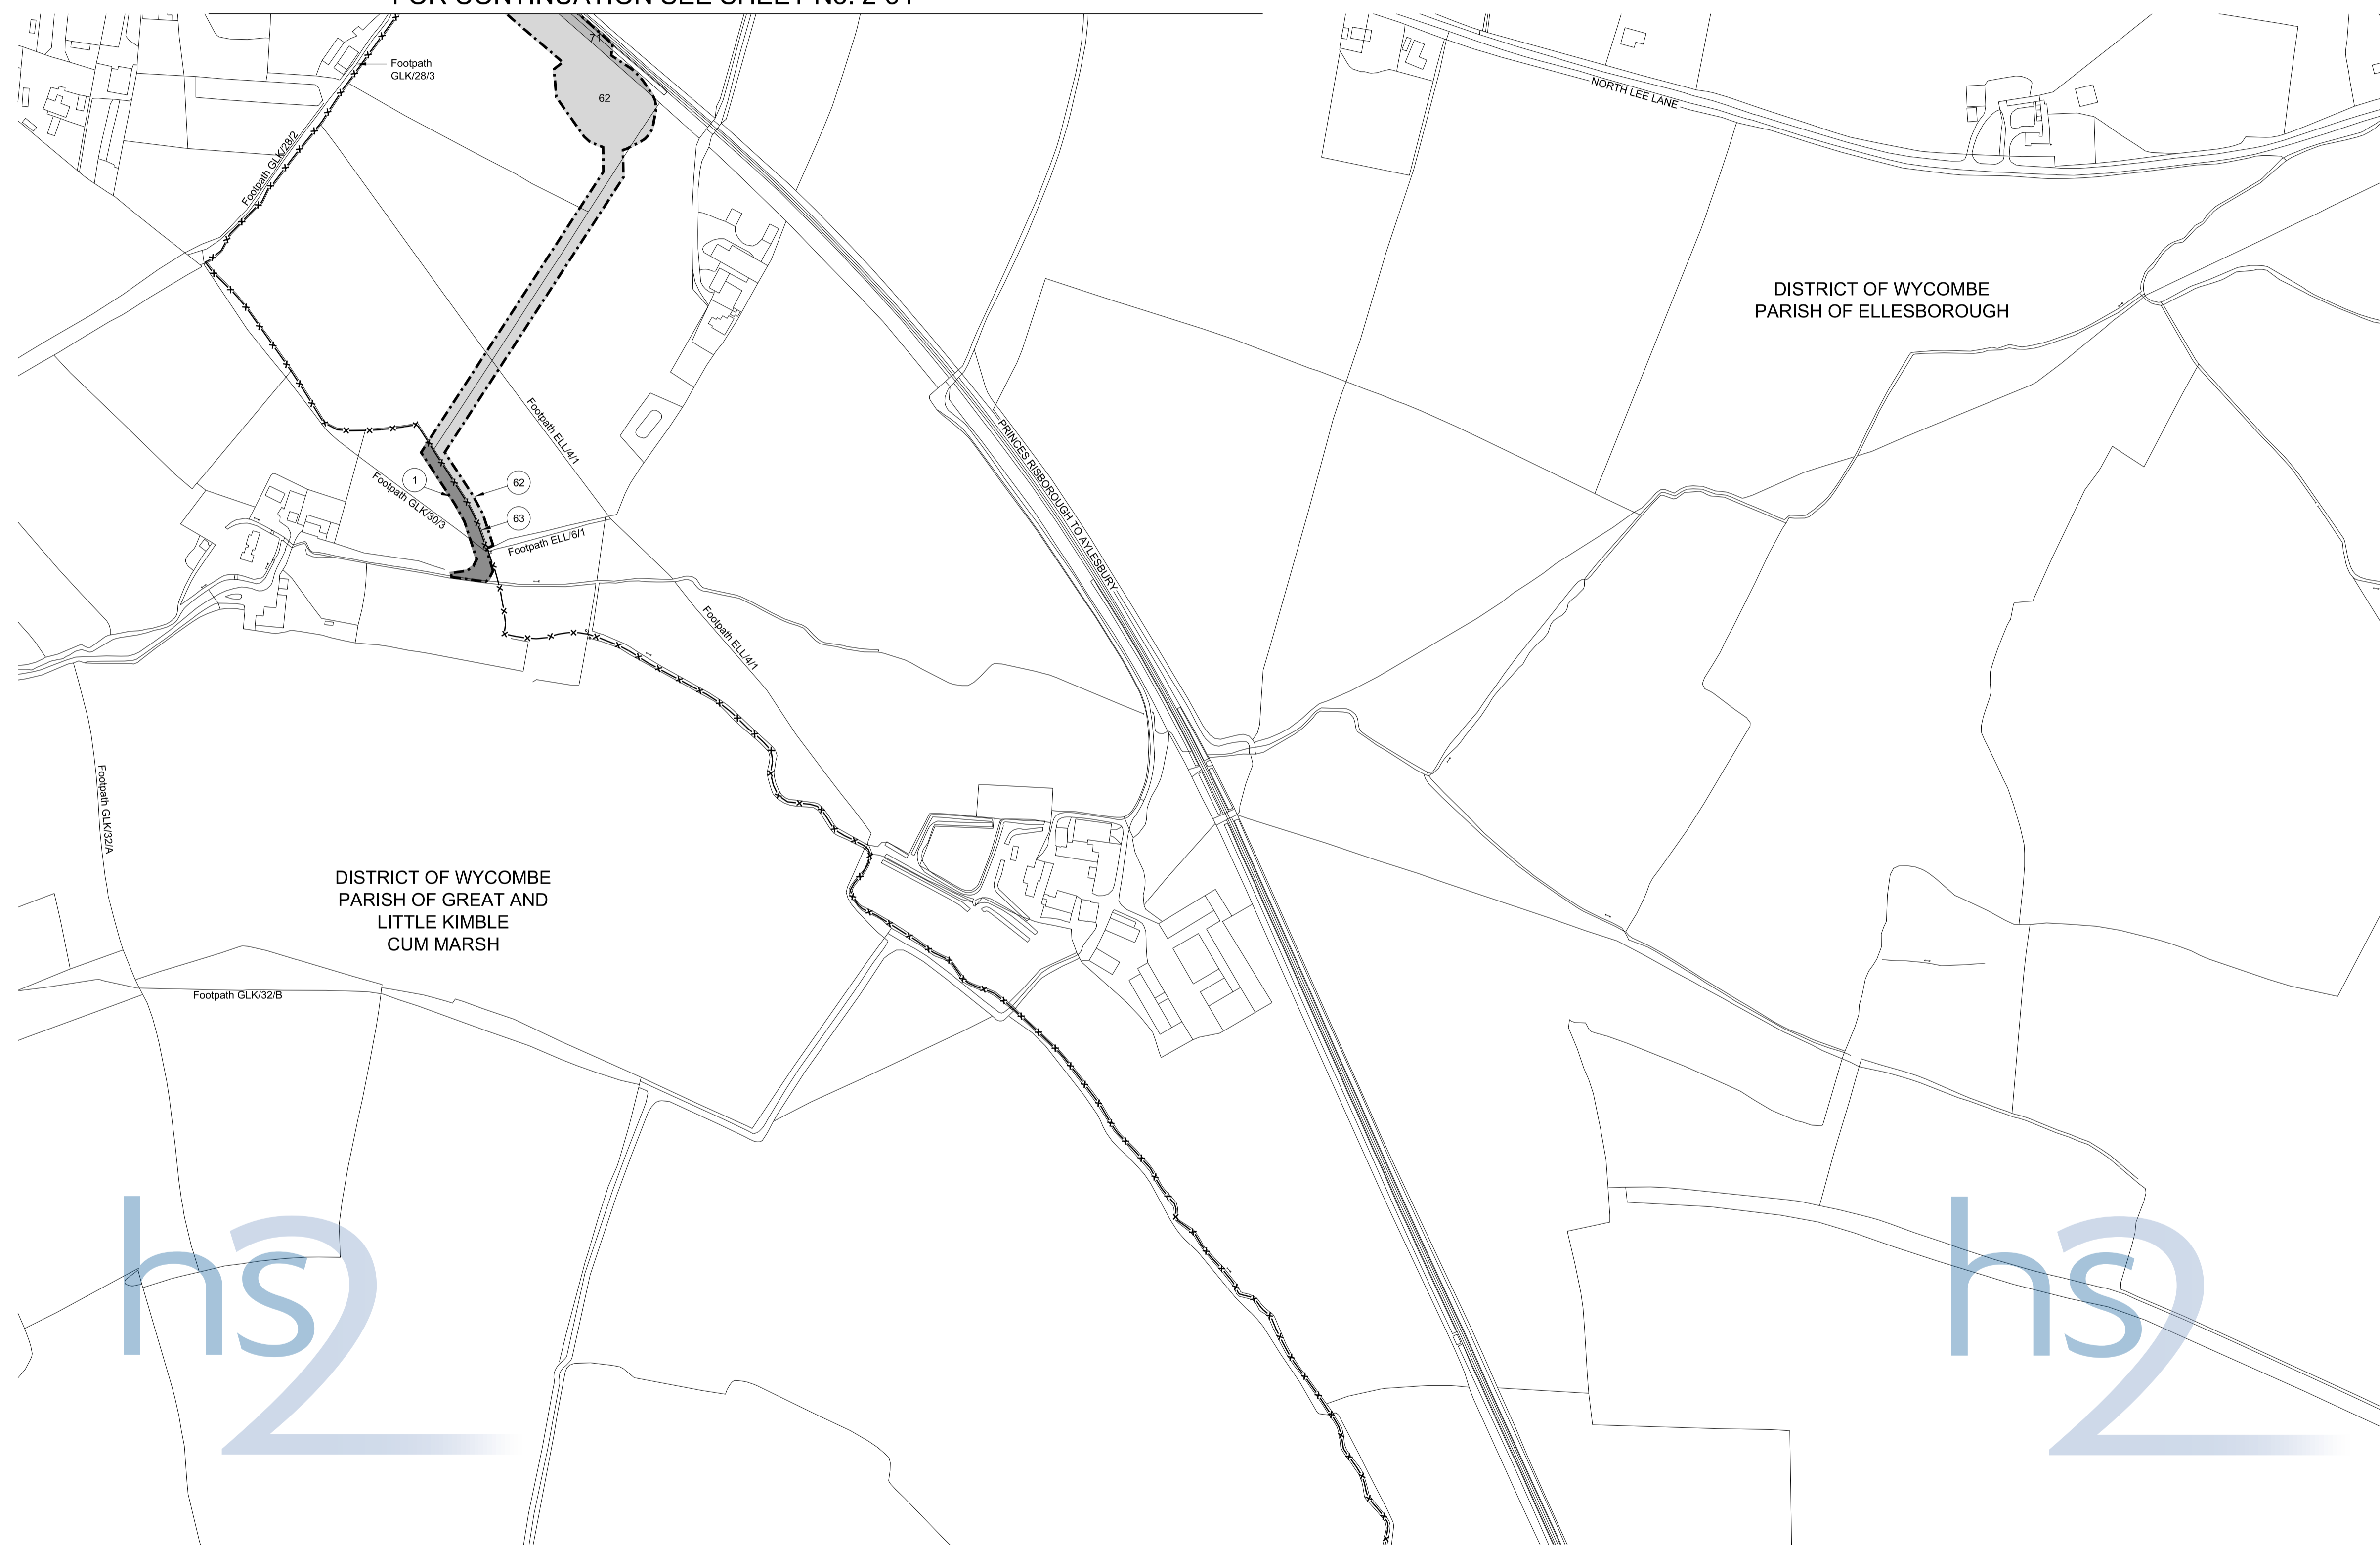 FOR CONTINUATION SEE SHEET No. 2-64
71
Footpath
GLK/28/3
62
NORTH LEE LANE
Footpath GLK/28/2
DISTRICT OF WYCOMBE
PARISH OF ELLESBOROUGH
Footpath ELL/4/1
PRINCES RISBOROUGH TO AYLESBURY
1
62
Footpath GLK/30/3
63
Footpath ELL/6/1
Footpath ELL/4/1
Footpath GLK/32/A
DISTRICT OF WYCOMBE
PARISH OF GREAT AND
LITTLE KIMBLE
CUM MARSH
Footpath GLK/32/B
hs2
hs2